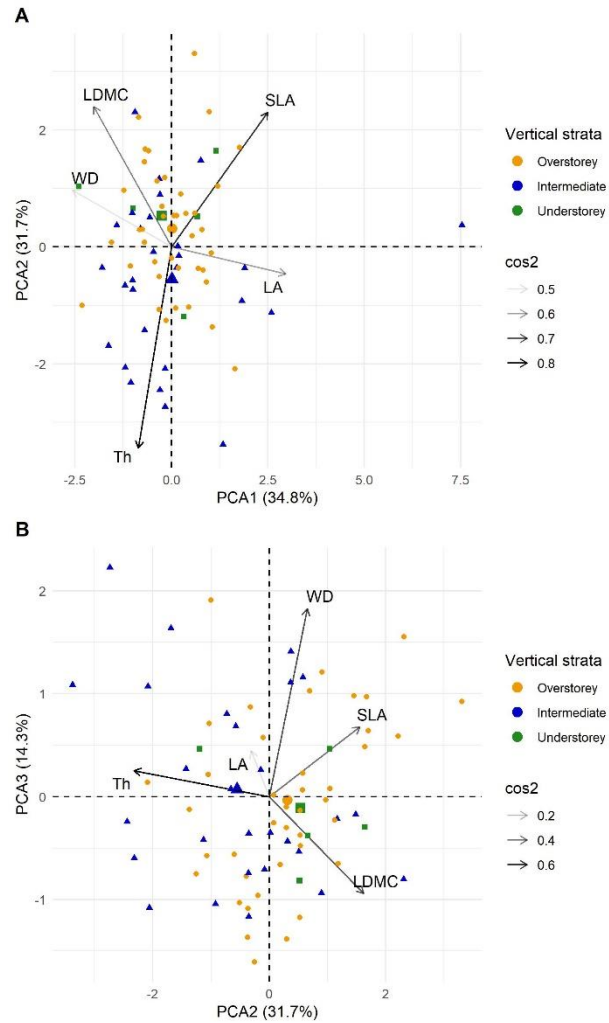 A
LDMC
SLA
WD
LA
Th
2
0
-2
PCA2 (31.7%)
-2.5
0.0
2.5
5.0
7.5
PCA1 (34.8%)
Vertical strata
Overstorey
Intermediate
Understorey
cos2
0.5
0.6
0.7
0.8
B
WD
SLA
LA
Th
LDMC
2
1
0
-1
PCA3 (14.3%)
-2
0
2
PCA2 (31.7%)
Vertical strata
Overstorey
Intermediate
Understorey
cos2
0.2
0.4
0.6